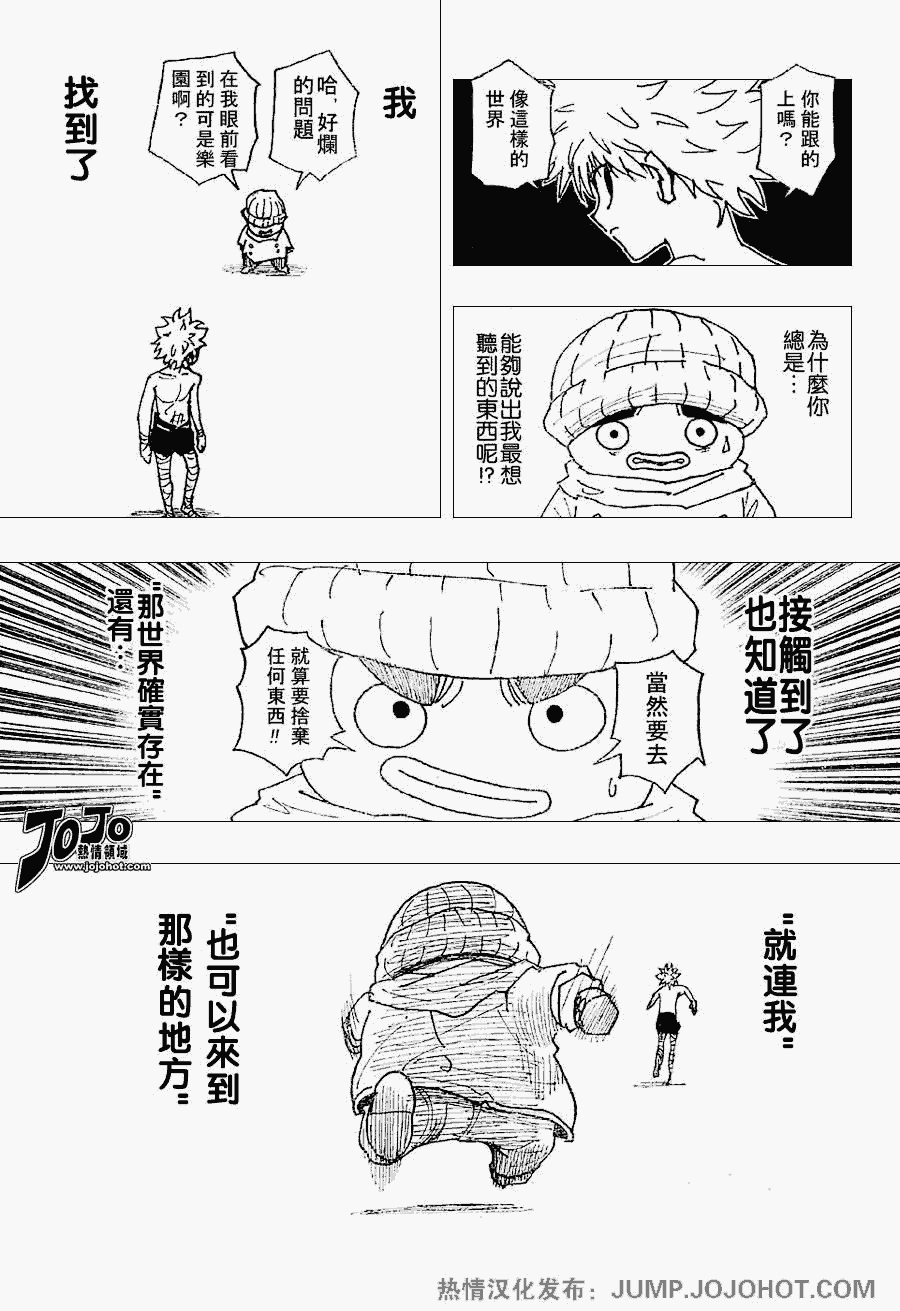 你能跟的
上嗎？
像這樣的
世界
為什麼你
總是…
能夠說出我最想
聽到的東西呢!?
我
哈,好爛
的問題
在我眼前看
到的可是樂
園啊？
找到了
接觸到了
也知道了
當然要去
就算要捨棄
任何東西!!
"那世界確實存在"
還有…
"就連我"
"也可以來到
那樣的地方"
JOJO
熱情領域
www.jojohot.com
热情汉化发布：JUMP.JOJOHOT.COM